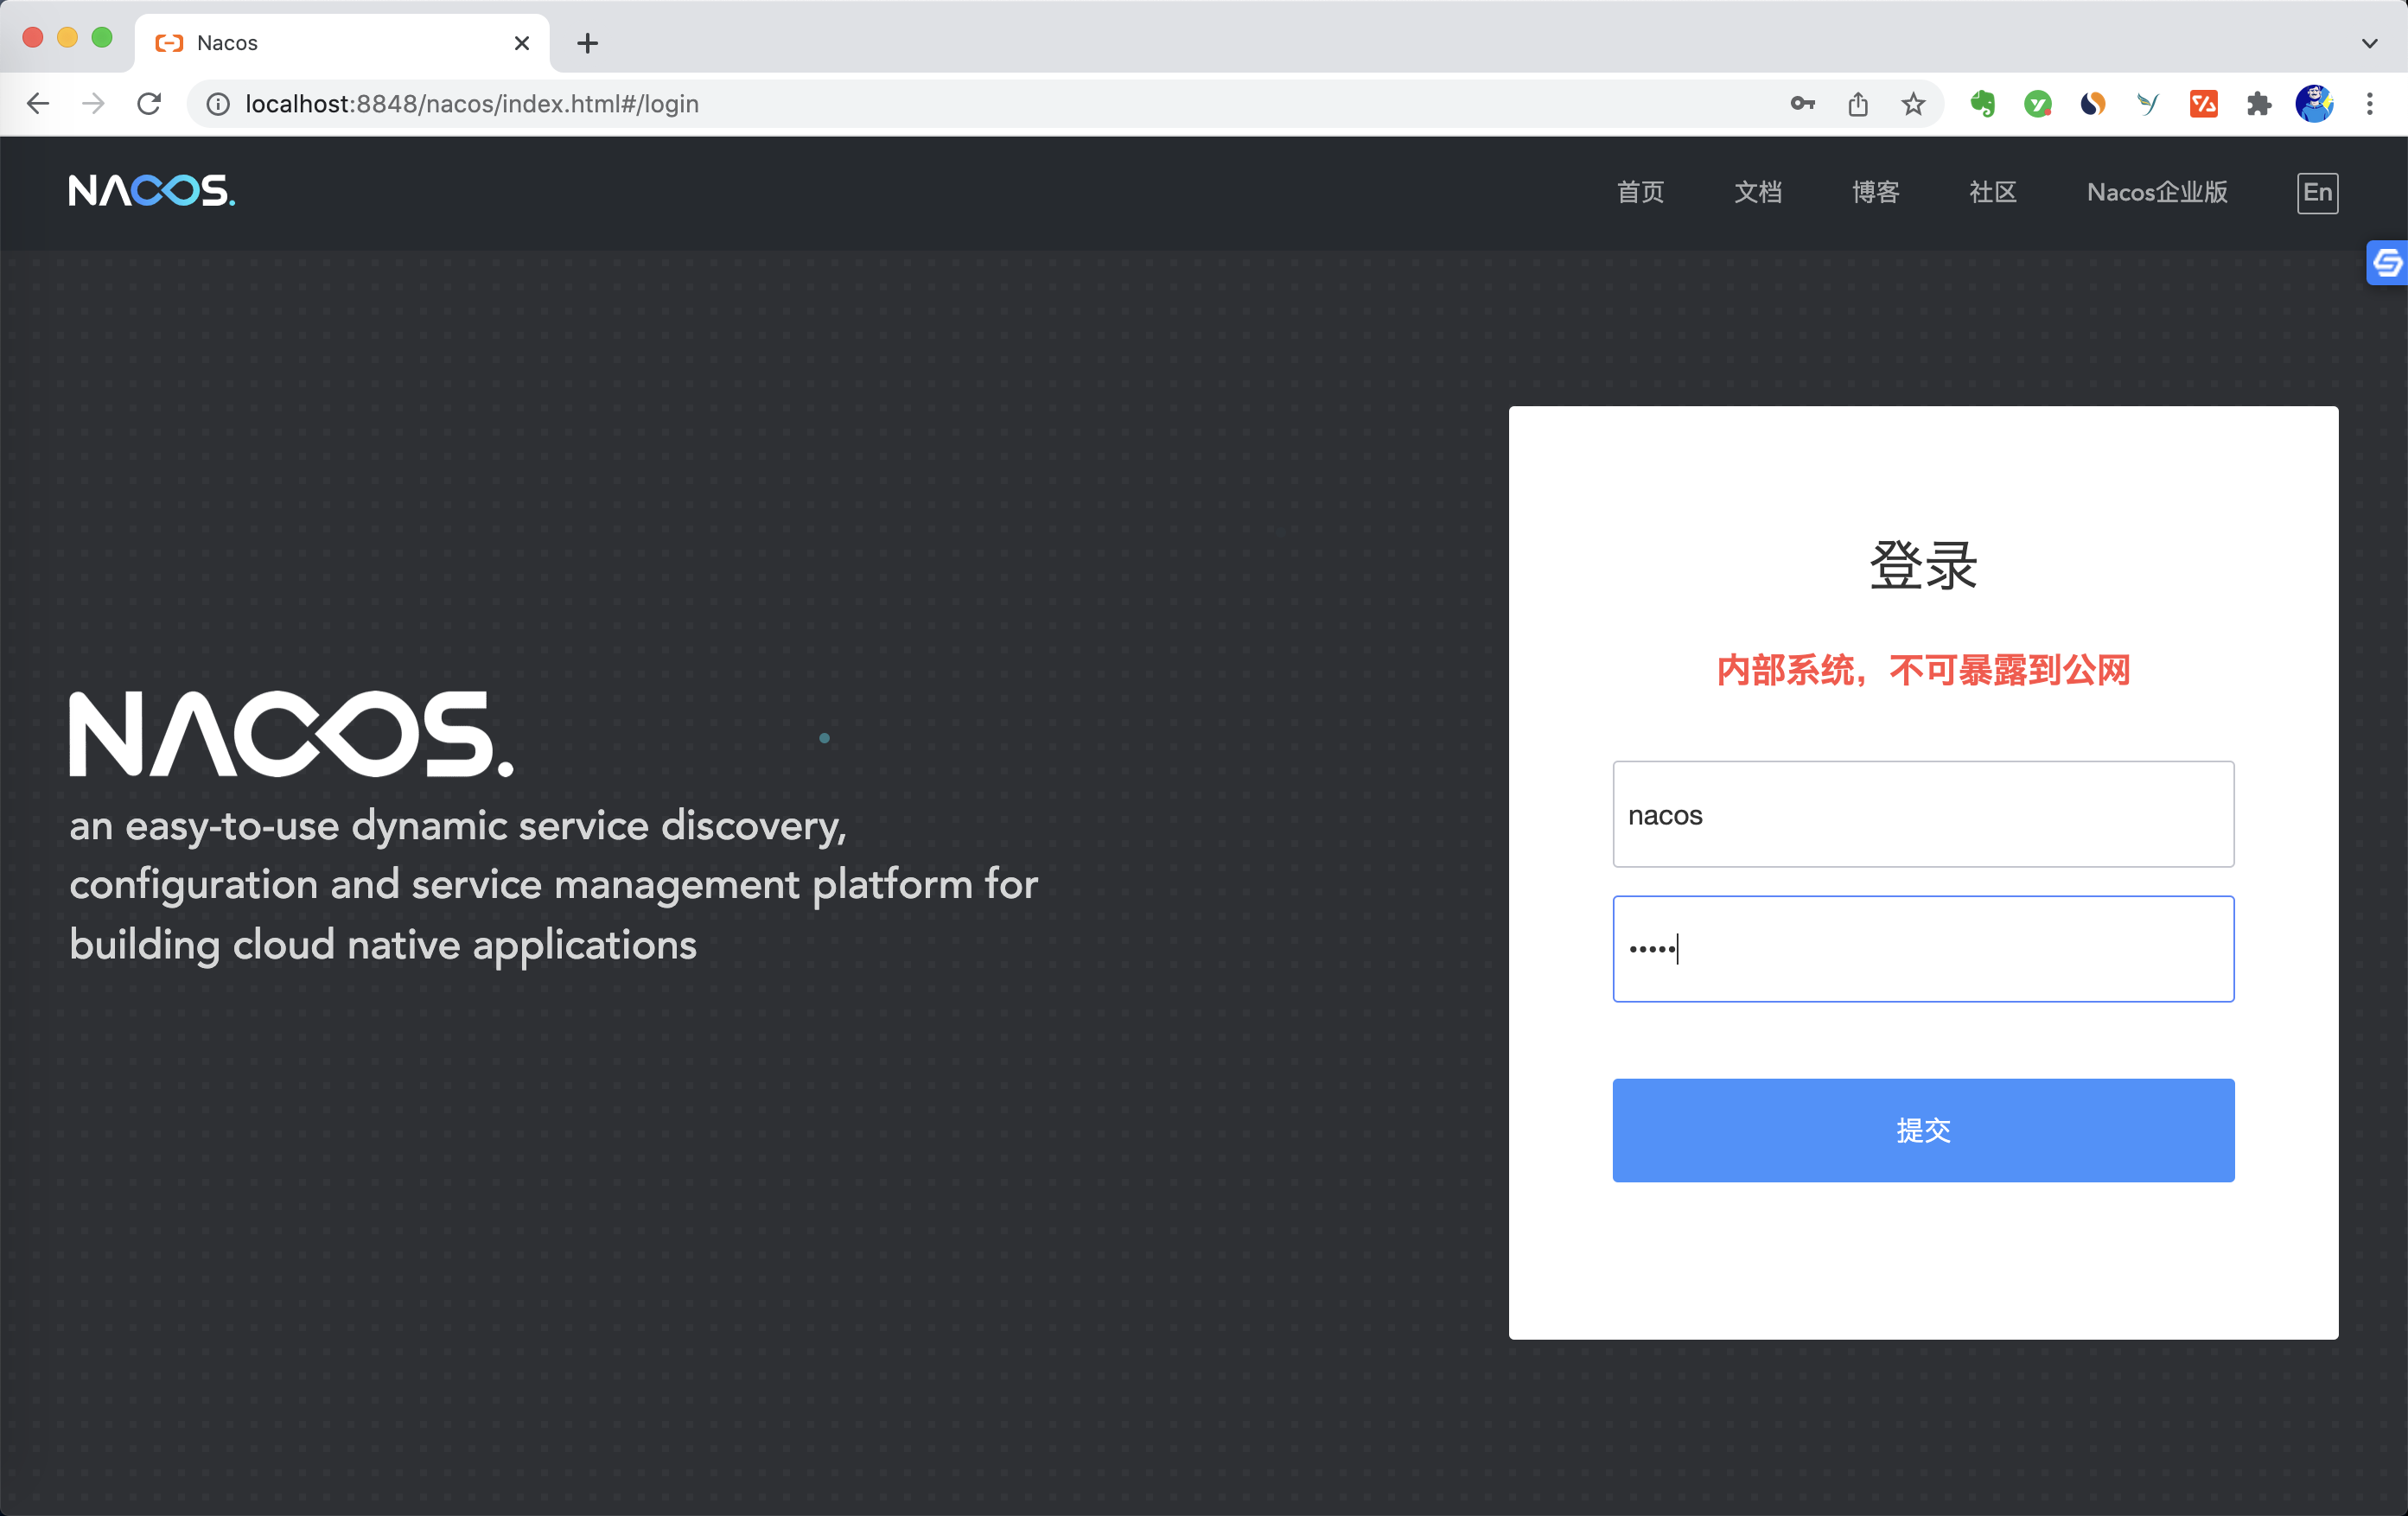 Nacos
localhost:8848/nacos/index.html#/login
NACOS.
首页
文档
博客
社区
Nacos企业版
En
登录
内部系统，不可暴露到公网
nacos
•••••
提交
NACOS.
an easy-to-use dynamic service discovery,
configuration and service management platform for
building cloud native applications